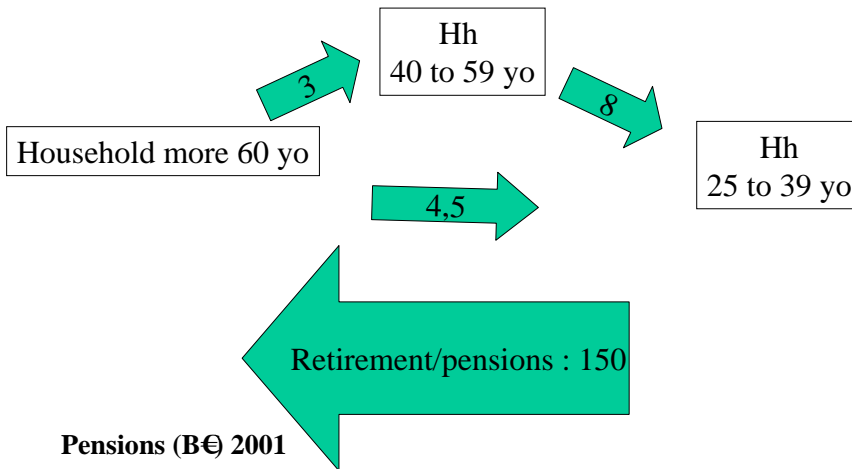 Hh
40 to 59 yo
3
8
Household more 60 yo
Hh
25 to 39 yo
4,5
Retirement/pensions : 150
Pensions (B€) 2001